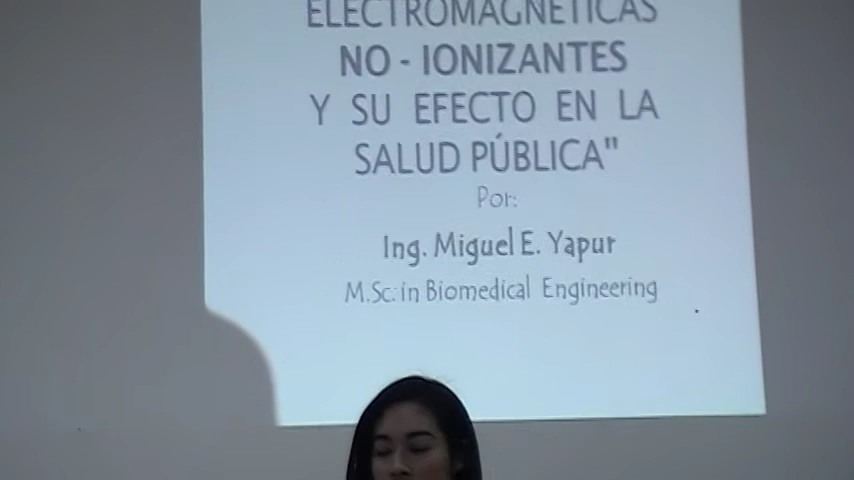 ELECTROMAGNÉTICAS
NO - IONIZANTES
Y SU EFECTO EN LA
SALUD PÚBLICA"
Por:
Ing. Miguel E. Yapur
M.Sc. in Biomedical Engineering